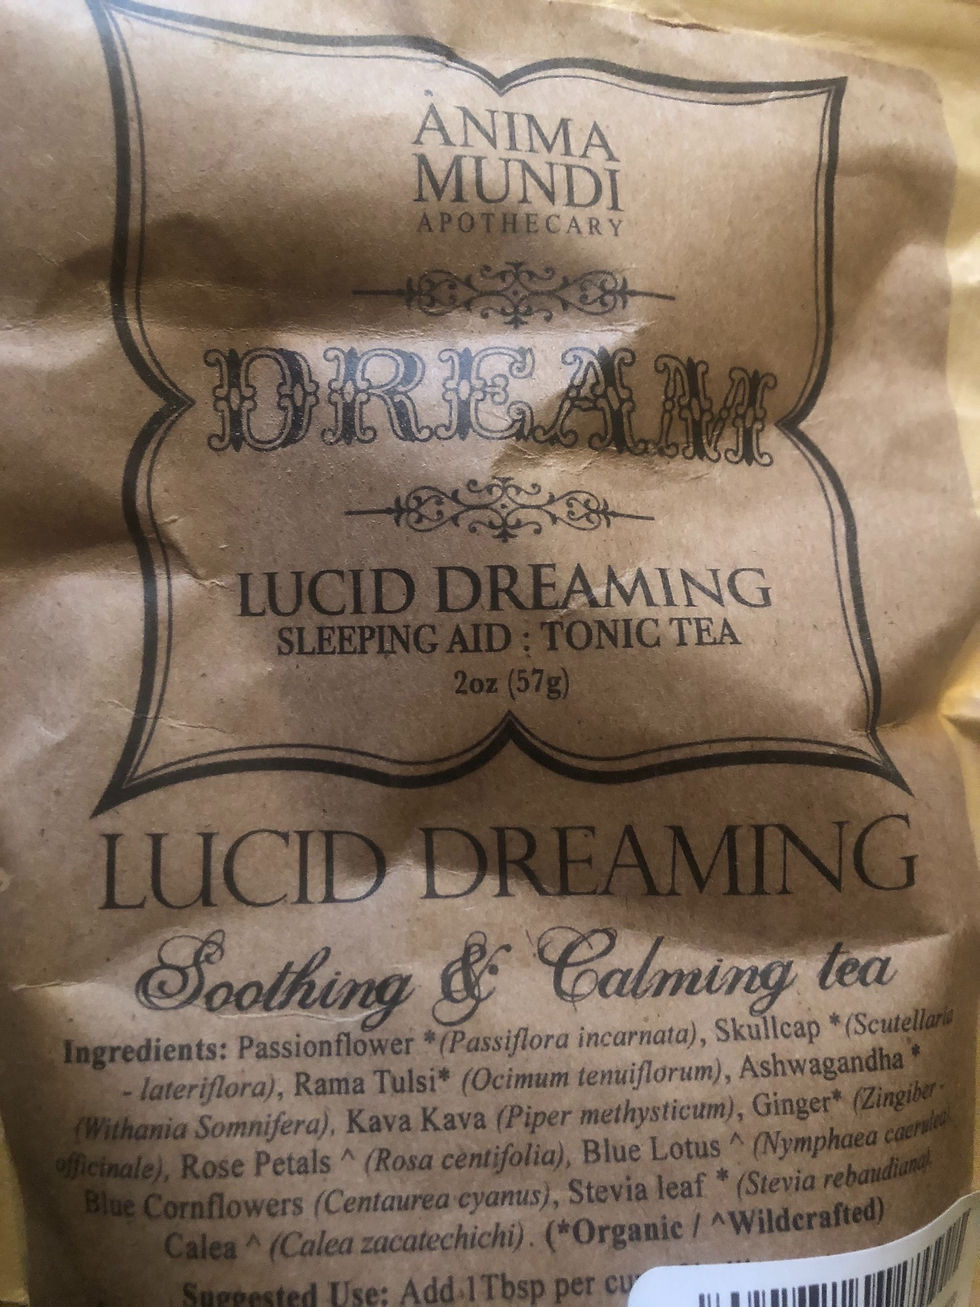 ÀNIMA
MUNDI
APOTHECARY
DREAM
LUCID DREAMING
SLEEPING AID : TONIC TEA
2oz (57g)
LUCID DREAMING
Soothing & Calming tea
Ingredients: Passionflower *(Passiflora incarnata), Skullcap *(Scutellaria
- lateriflora), Rama Tulsi* (Ocimum tenuiflorum), Ashwagandha *
(Withania Somnifera), Kava Kava (Piper methysticum), Ginger* (Zingiber-
officinale), Rose Petals ^ (Rosa centifolia), Blue Lotus ^ (Nymphaea caerulea)
Blue Cornflowers (Centaurea cyanus), Stevia leaf * (Stevia rebaudiana).
Calea ^ (Calea zacatechichi). (*Organic / ^Wildcrafted)
Suggested Use: Add 1 Tbsp per